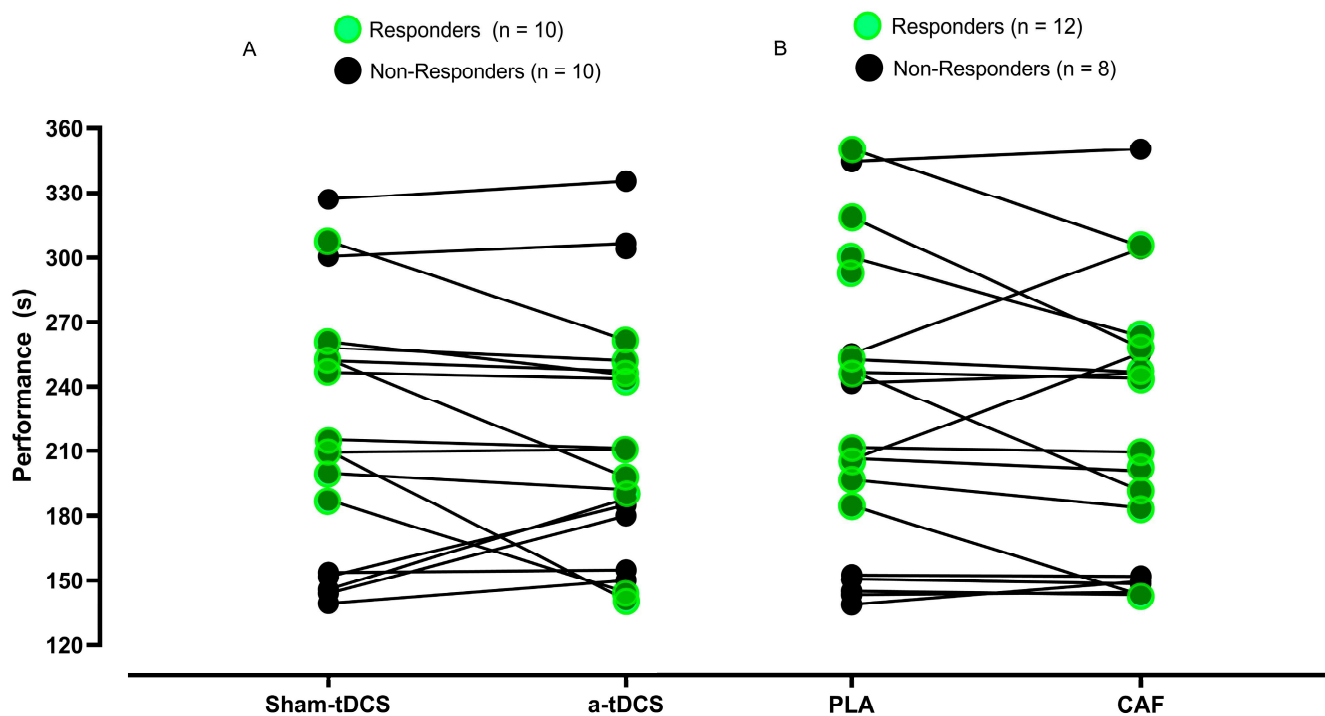 A
Responders (n = 10)
Non-Responders (n = 10)
B
Responders (n = 12)
Non-Responders (n = 8)
Performance (s)
360
330
300
270
240
210
180
150
120
Sham-tDCS
a-tDCS
PLA
CAF